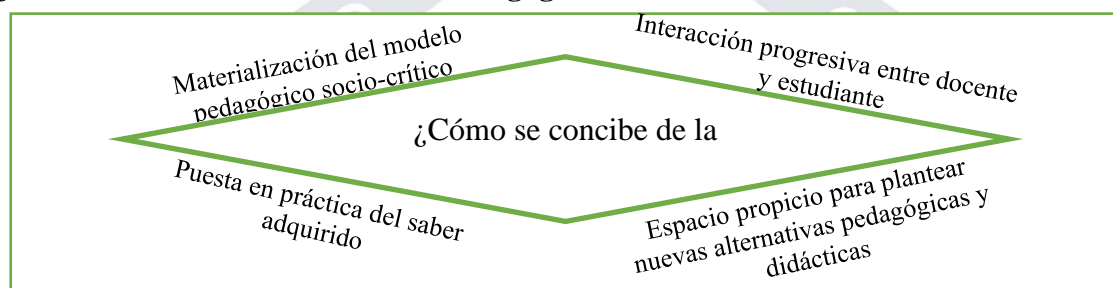 Materialización del modelo
pedagógico socio-crítico
Interacción progresiva entre docente
y estudiante
¿Cómo se concibe de la
Puesta en práctica del saber
adquirido
Espacio propicio para plantear
nuevas alternativas pedagógicas y
didácticas